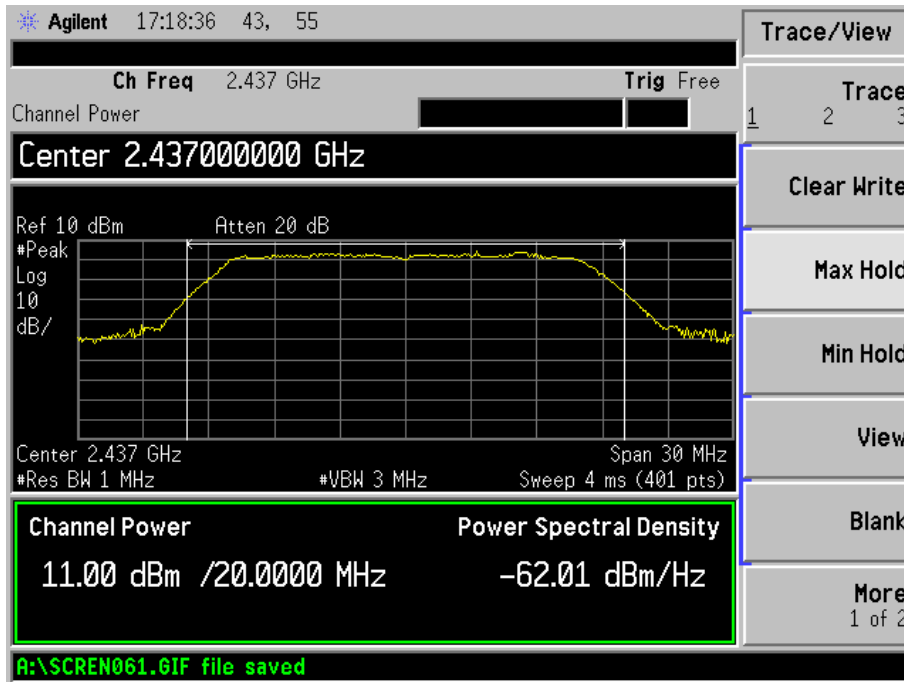 Agilent 17:18:36 43, 55
Ch Freq 2.437 GHz Trig Free
Channel Power
Center 2.437000000 GHz
Ref 10 dBm Atten 20 dB
#Peak
Log
10
dB/
Center 2.437 GHz Span 30 MHz
#Res BW 1 MHz #VBW 3 MHz Sweep 4 ms (401 pts)
Channel Power Power Spectral Density
11.00 dBm /20.0000 MHz -62.01 dBm/Hz
A:\SCREN061.GIF file saved
Trace/View
Trace
1 2 3
Clear Write
Max Hold
Min Hold
View
Blank
More
1 of 2